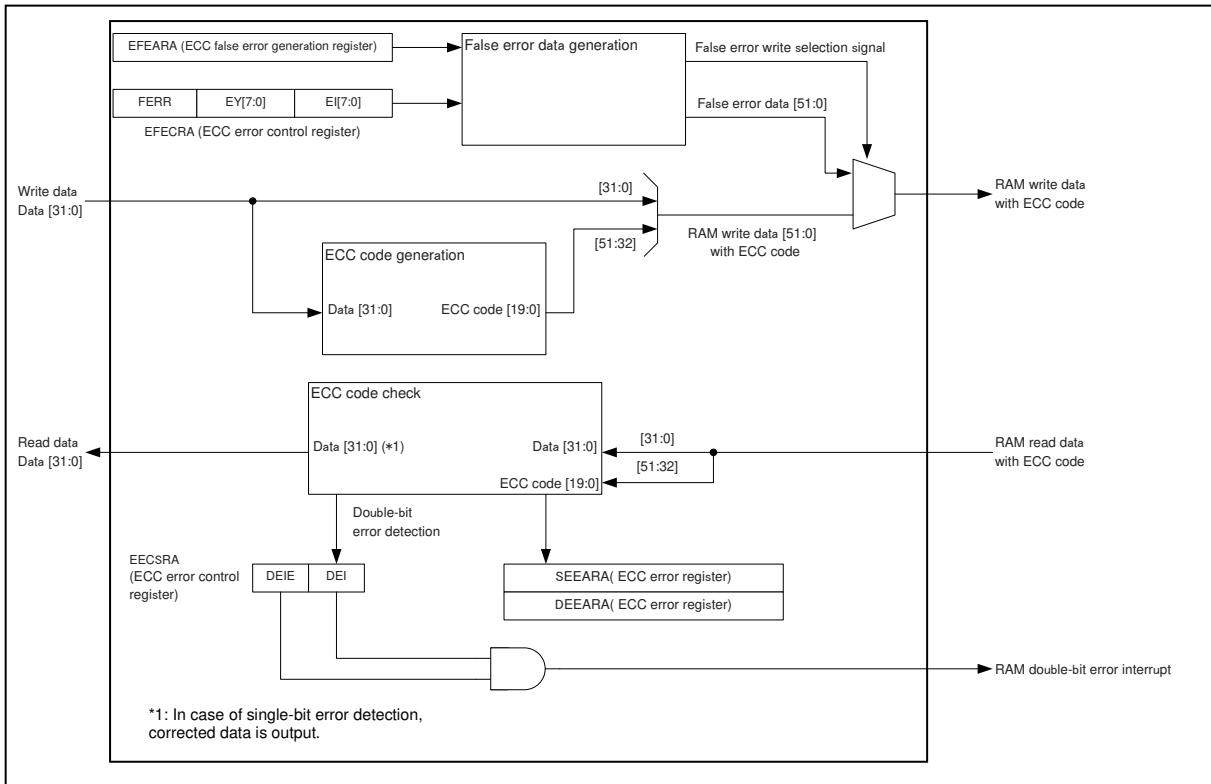 EFEARA (ECC false error generation register)
False error data generation
False error write selection signal
FERR
EY[7:0]
EI[7:0]
False error data [51:0]
EFECRA (ECC error control register)
Write data
Data [31:0]
[31:0]
RAM write data
with ECC code
[51:32]
RAM write data [51:0]
with ECC code
ECC code generation
Data [31:0]
ECC code [19:0]
ECC code check
Read data
Data [31:0]
Data [31:0] (*1)
Data [31:0]
[31:0]
RAM read data
with ECC code
[51:32]
ECC code [19:0]
Double-bit
error detection
EECSRA
(ECC error control
register)
DEIE
DEI
SEEARA( ECC error register)
DEEARA( ECC error register)
RAM double-bit error interrupt
*1: In case of single-bit error detection,
corrected data is output.